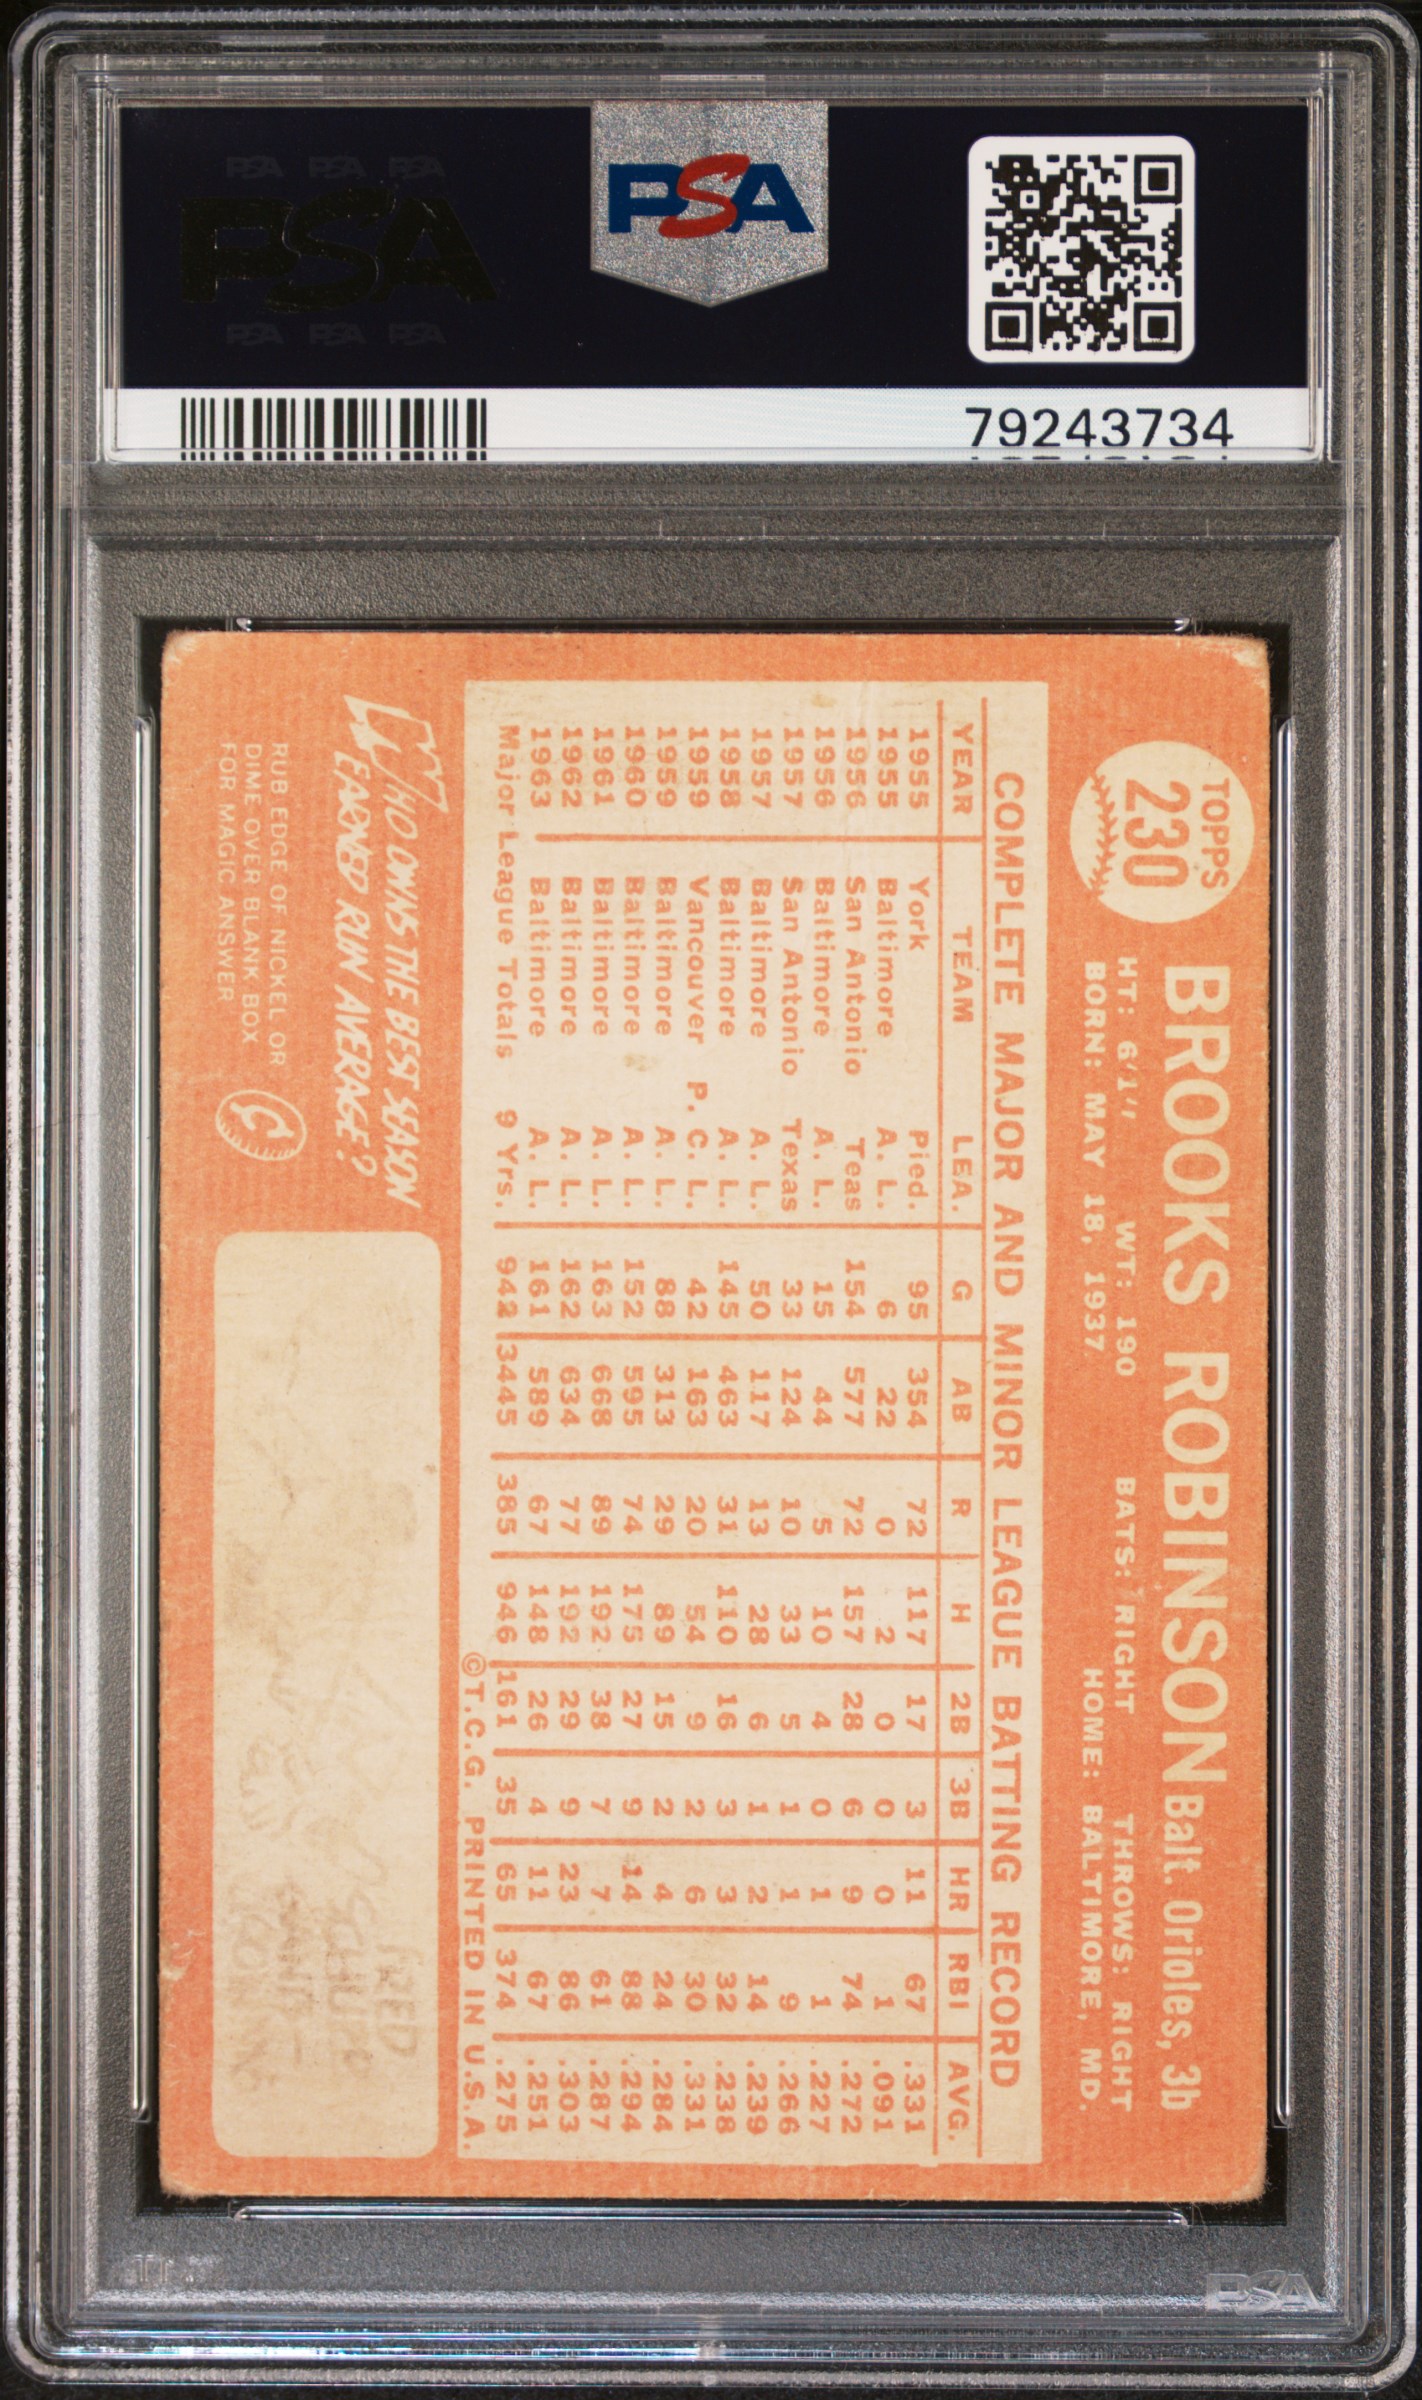 PSA PSA PSA
PSA
PSA PSA PSA
PSA
79243734
TOPPS
230
BROOKS ROBINSON Balt. Orioles, 3b
HT: 6'1" WT: 190 BATS: RIGHT THROWS: RIGHT
BORN: MAY 18, 1937 HOME: BALTIMORE, MD.
COMPLETE MAJOR AND MINOR LEAGUE BATTING RECORD
YEAR TEAM LEA. G AB R H 2B 3B HR RBI AVG.
1955 York Pied. 95 354 72 117 17 3 11 67 .331
1955 Baltimore A. L. 6 22 0 2 0 0 0 1 .091
1956 San Antonio Teas 154 577 72 157 28 6 9 74 .272
1956 Baltimore A. L. 15 44 5 10 4 0 1 1 .227
1957 San Antonio Texas 33 124 10 33 5 1 1 9 .266
1957 Baltimore A. L. 50 117 13 28 6 1 2 14 .239
1958 Baltimore A. L. 145 463 31 110 16 3 3 32 .238
1959 Vancouver P. C. L. 42 163 20 54 9 2 6 30 .331
1959 Baltimore A. L. 88 313 29 89 15 2 4 24 .284
1960 Baltimore A. L. 152 595 74 175 27 9 14 88 .294
1961 Baltimore A. L. 163 668 89 192 38 7 7 61 .287
1962 Baltimore A. L. 162 634 77 192 29 9 23 86 .303
1963 Baltimore A. L. 161 589 67 148 26 4 11 67 .251
Major League Totals 9 Yrs. 942 3445 385 946 161 35 65 374 .275
©T.C.G. PRINTED IN U.S.A.
WHO OWNS THE BEST SEASON
EARNED RUN AVERAGE?
RUB EDGE OF NICKEL OR
DIME OVER BLANK BOX
FOR MAGIC ANSWER
C
RED
PSA